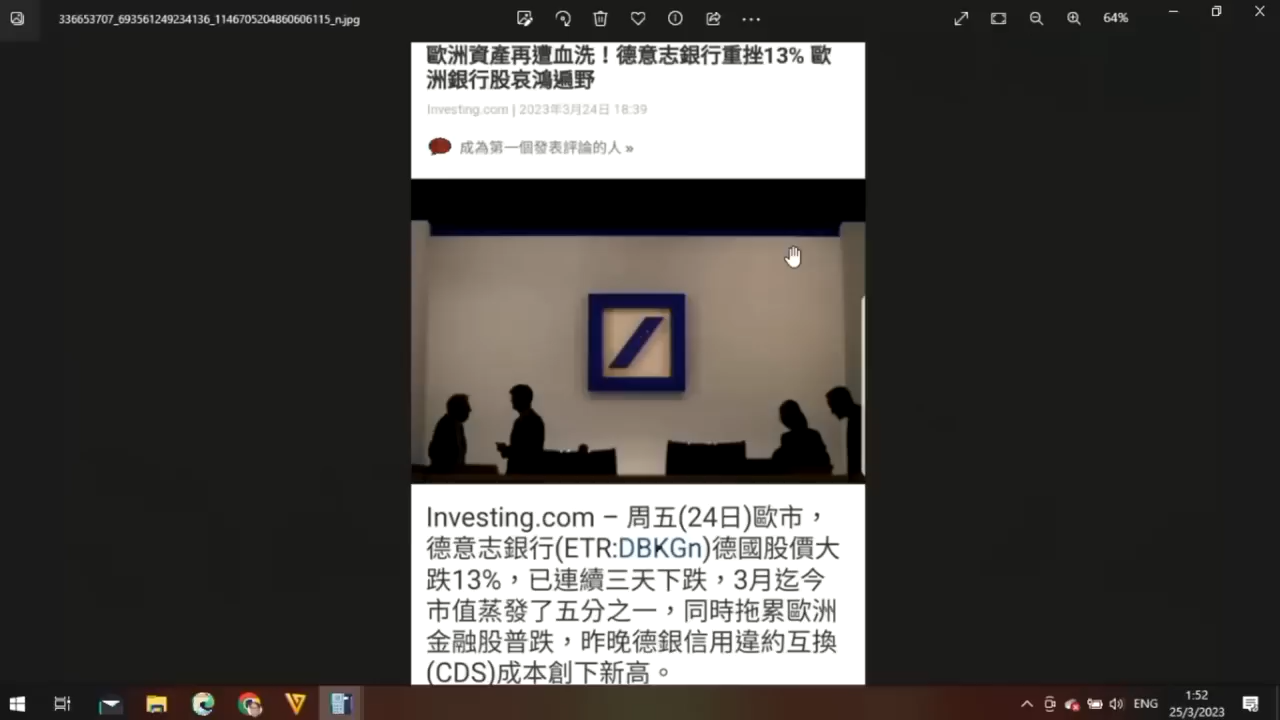 336653707_693561249234136_1146705204860606115_n.jpg
64%
歐洲資產再遭血洗！德意志銀行重挫13% 歐
洲銀行股哀鴻遍野
Investing.com | 2023年3月24日 18:39
成為第一個發表評論的人 »
Investing.com – 周五(24日)歐市，
德意志銀行(ETR:DBKGn)德國股價大
跌13%，已連續三天下跌，3月迄今
市值蒸發了五分之一，同時拖累歐洲
金融股普跌，昨晚德銀信用違約互換
(CDS)成本創下新高。
ENG
1:52
25/3/2023